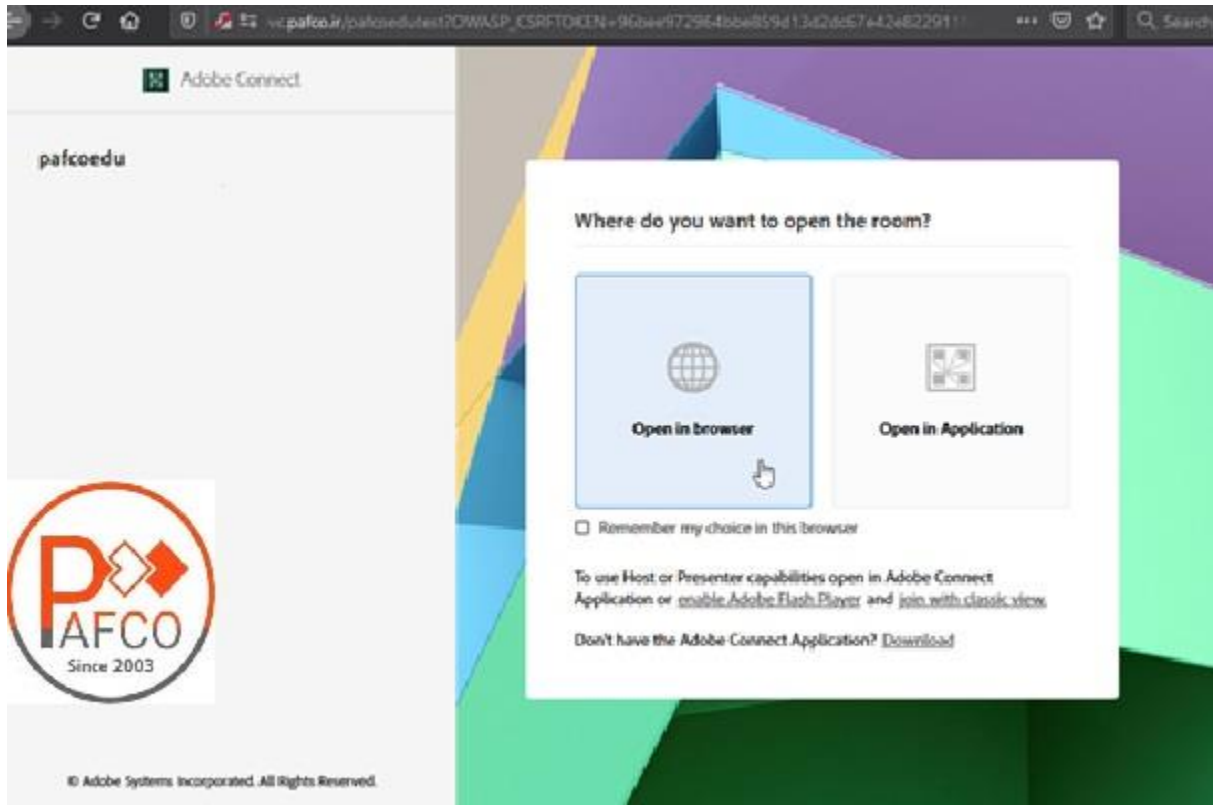 Search
Adobe Connect
pafcoedu
Where do you want to open the room?
Open in browser
Open in Application
Remember my choice in this browser
To use Host or Presenter capabilities open in Adobe Connect
Application or enable Adobe Flash Player and join with classic view.
Don't have the Adobe Connect Application? Download
PAFCO
Since 2003
© Adobe Systems Incorporated. All Rights Reserved.